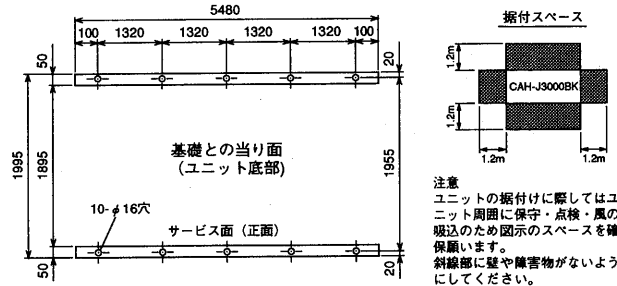 5480
100 1320 1320 1320 1320 100
50
20
1995
1895
1955
基礎との当り面
(ユニット底部)
10-φ16穴
サービス面(正面)
50
20
据付スペース
1.2m
CAH-J3000BK
1.2m
1.2m
1.2m
注意
ユニットの据付けに際してはユ
ニット周囲に保守・点検・風の
吸込のため図示のスペースを確
保願います。
斜線部に壁や障害物がないよう
にしてください。